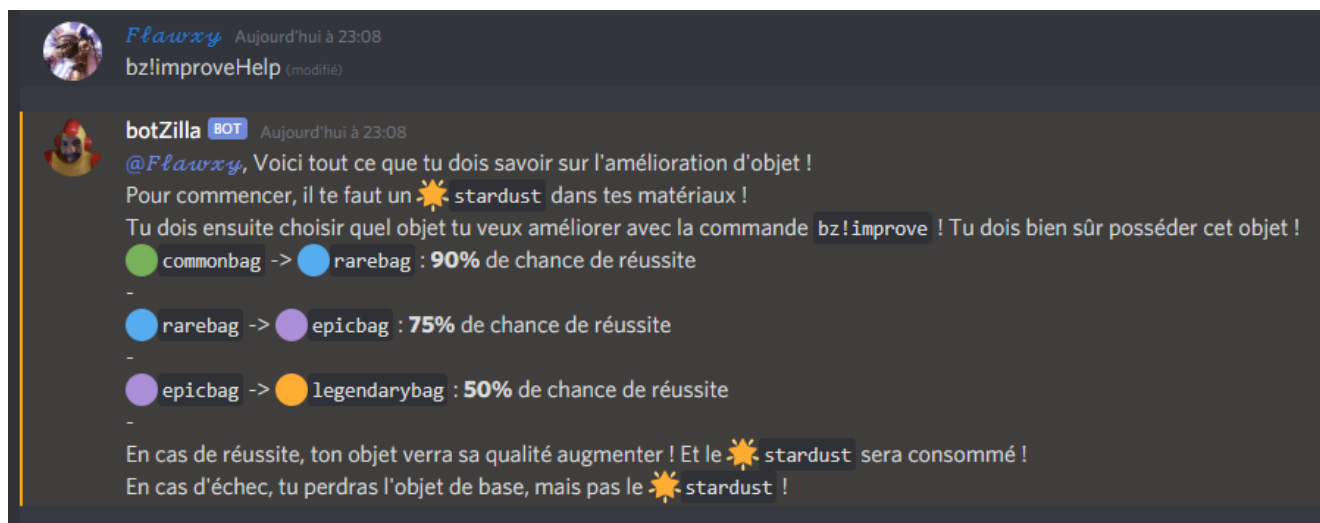 Flawxy Aujourd'hui à 23:08
bz!improveHelp (modifié)
botZilla BOT Aujourd'hui à 23:08
@Flawxy, Voici tout ce que tu dois savoir sur l'amélioration d'objet !
Pour commencer, il te faut un stardust dans tes matériaux !
Tu dois ensuite choisir quel objet tu veux améliorer avec la commande bz!improve ! Tu dois bien sûr posséder cet objet !
commonbag -> rarebag : 90% de chance de réussite
-
rarebag -> epicbag : 75% de chance de réussite
-
epicbag -> legendarybag : 50% de chance de réussite
-
En cas de réussite, ton objet verra sa qualité augmenter ! Et le stardust sera consommé !
En cas d'échec, tu perdras l'objet de base, mais pas le stardust !